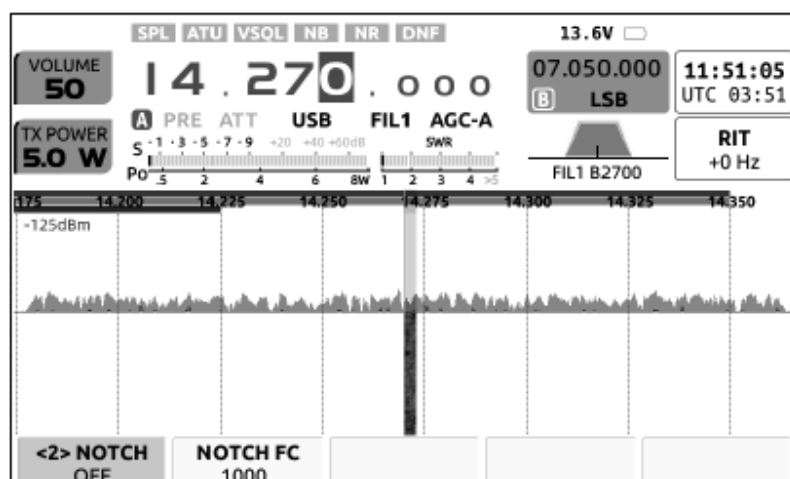 SPL ATU VSQL NB NR DNF
13.6V
VOLUME
50
14.270.000
07.050.000
B LSB
11:51:05
UTC 03:51
A PRE ATT USB FIL1 AGC-A
TX POWER
5.0 W
S -1 -3 -5 -7 -9 +20 +40 +60dB
SWR
Po .5 2 4 6 8W 1 2 3 4 >5
FIL1 B2700
RIT
+0 Hz
175 14.200 14.225 14.250 14.275 14.300 14.325 14.350
-125dBm
<2> NOTCH
OFF
NOTCH FC
1000